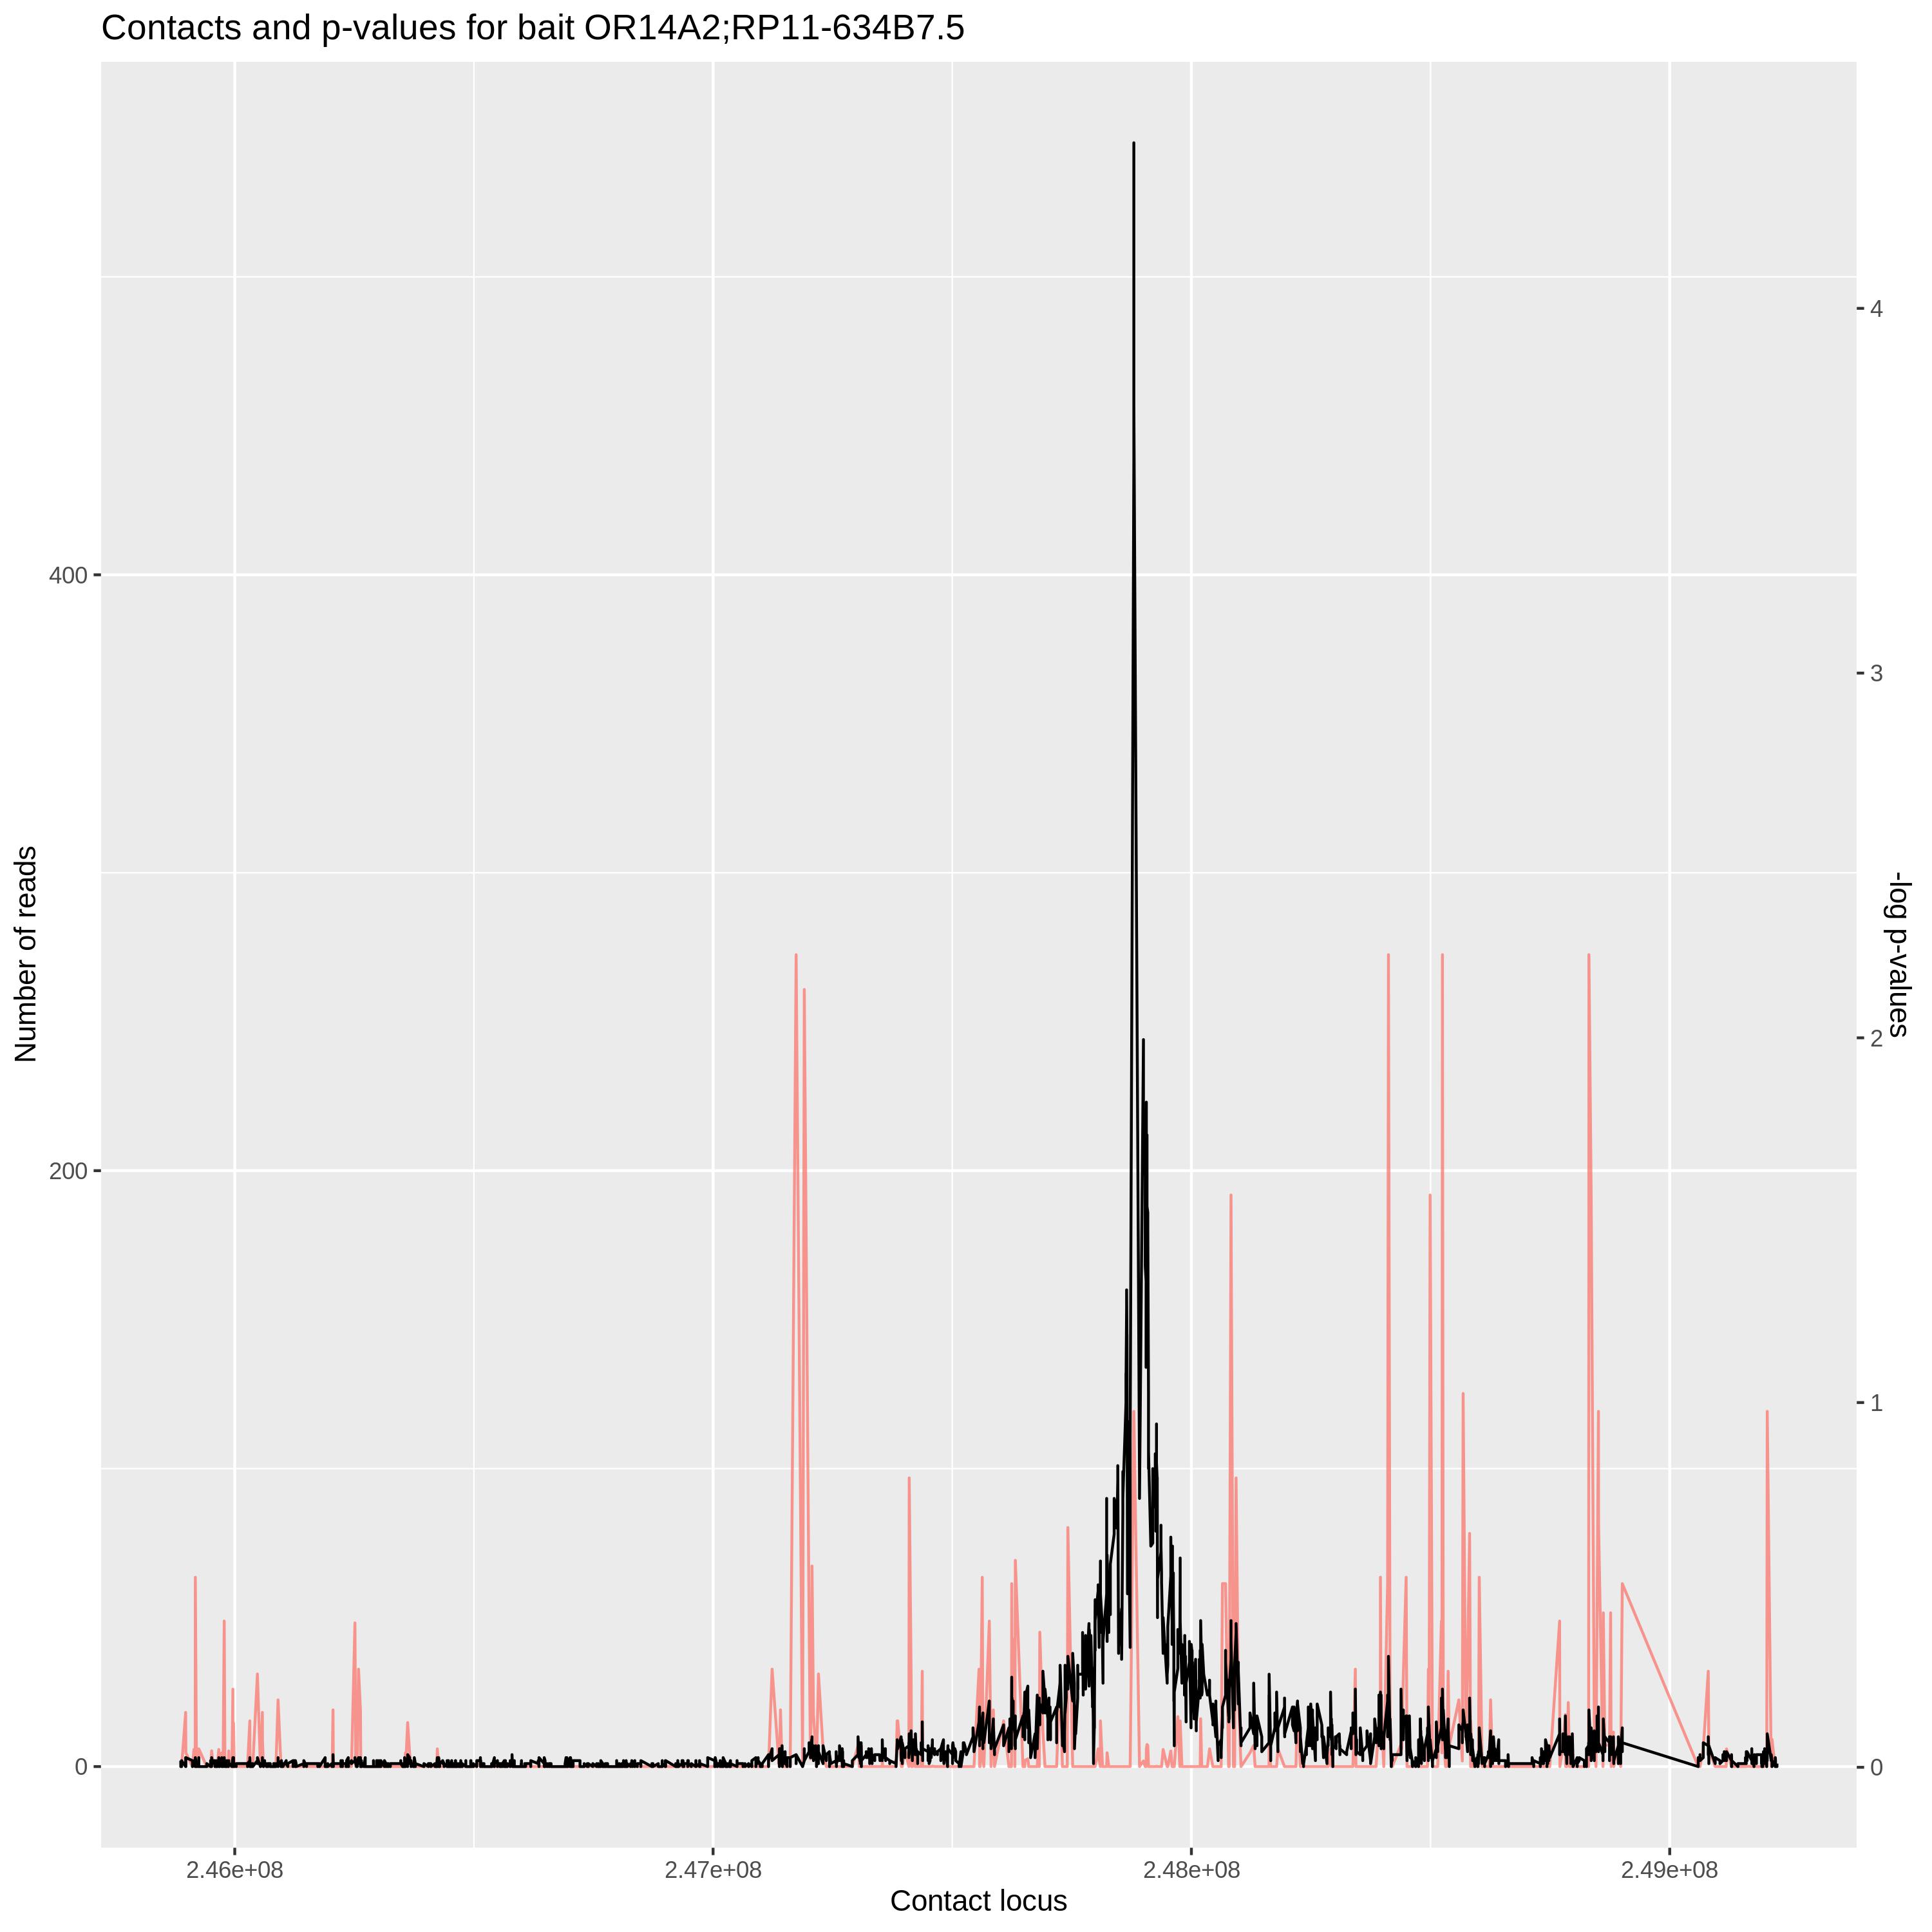 Contacts and p-values for bait OR14A2;RP11-634B7.5
Number of reads
400
200
0
4
3
2
1
0
-log p-values
2.46e+08
2.47e+08
2.48e+08
2.49e+08
Contact locus